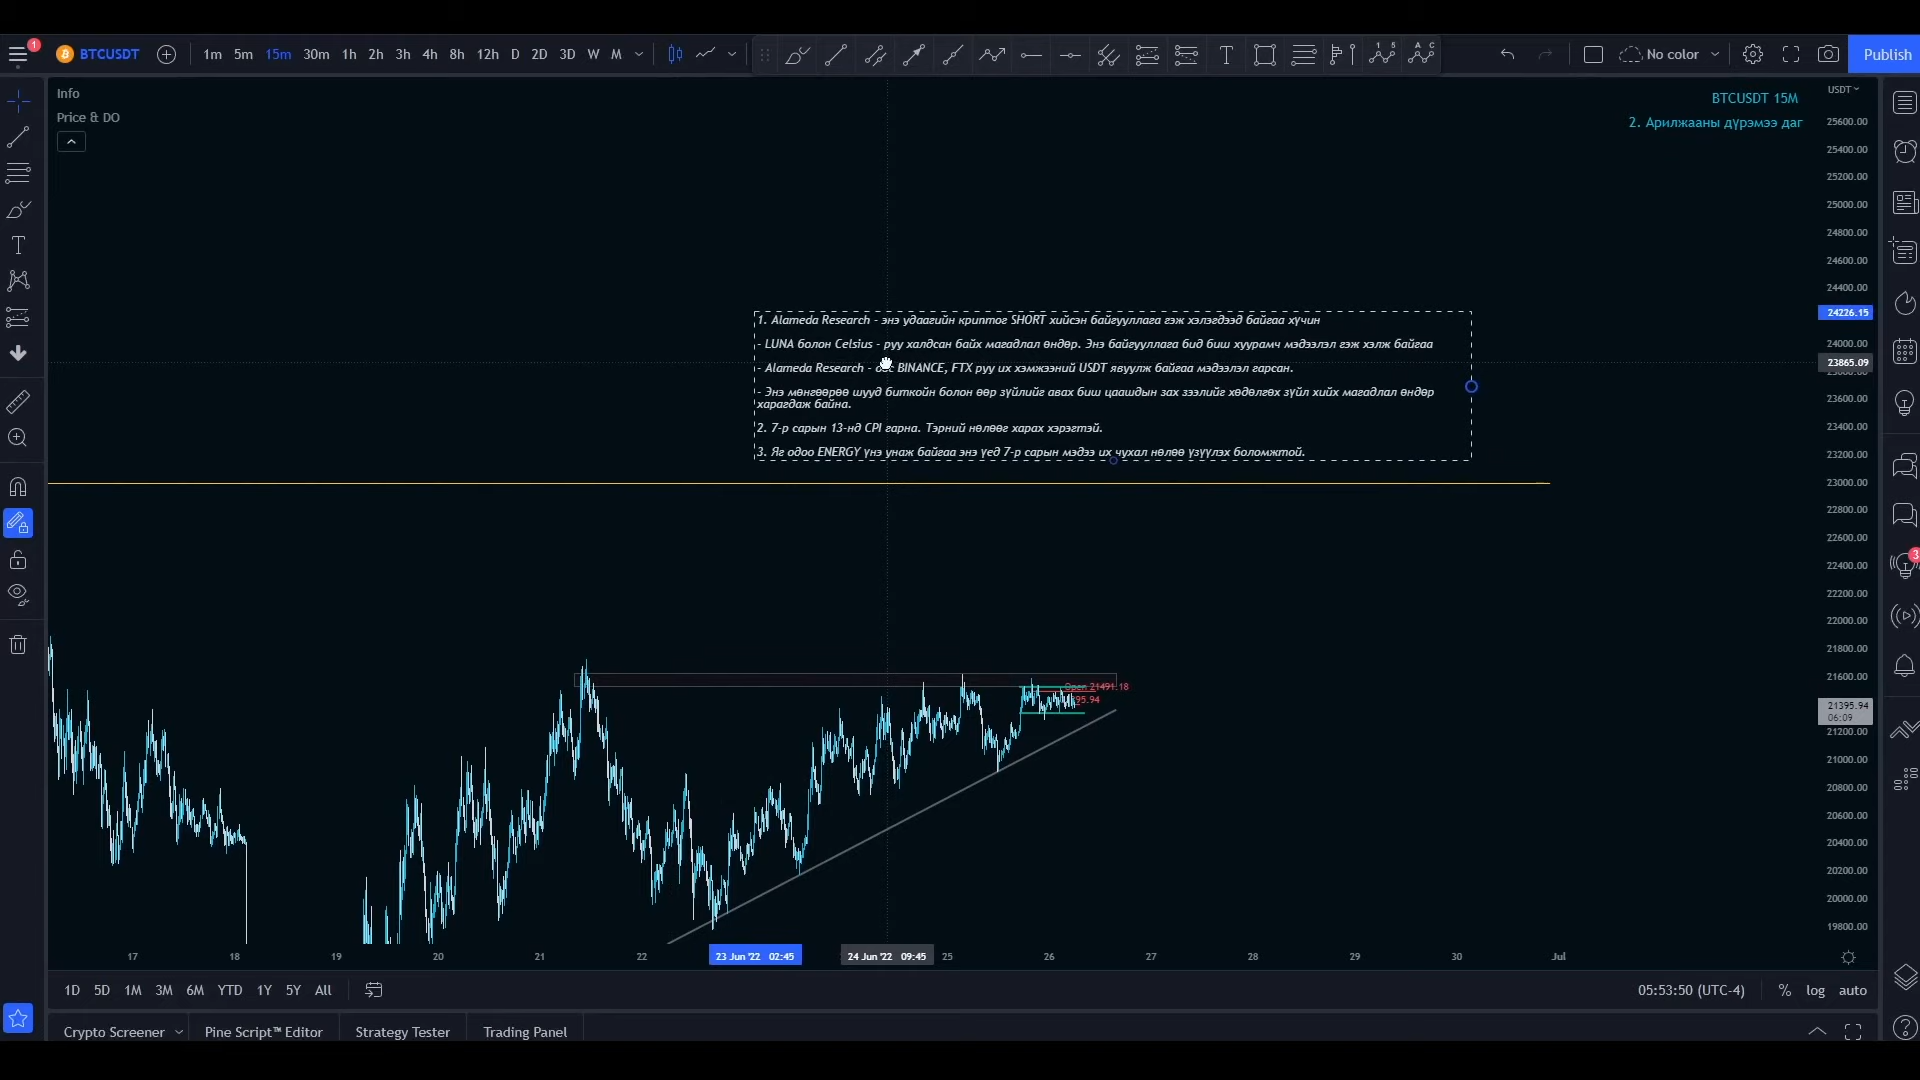 1
BTCUSDT
1m 5m 15m 30m 1h 2h 3h 4h 8h 12h D 2D 3D W M
No color
Publish
Info
Price & DO
BTCUSDT 15M
2. Арилжааны дүрэмээ даг
USDT
25600.00
25400.00
25200.00
25000.00
24800.00
24600.00
24400.00
24226.15
24000.00
23865.09
23600.00
23400.00
23200.00
23000.00
22800.00
22600.00
22400.00
22200.00
22000.00
21800.00
21600.00
21395.94
06:09
21200.00
21000.00
20800.00
20600.00
20400.00
20200.00
20000.00
19800.00
1. Alameda Research - энэ удаагийн криптог SHORT хийсэн байгууллага гэж хэлэгдээд байгаа хүчин
- LUNA болон Celsius - руу халдсан байх магадлал өндөр. Энэ байгууллага бид биш хуурамч мэдээлэл гэж хэлж байгаа
- Alameda Research - BINANCE, FTX руу их хэмжээний USDT явуулж байгаа мэдээлэл гарсан.
- Энэ мөнгөөрөө шууд биткойн болон өөр зүйлийг авах биш цаашдын зах зээлийг хөдөлгөх зүйл хийх магадлал өндөр
харагдаж байна.
2. 7-р сарын 13-нд CPI гарна. Тэрний нөлөөг харах хэрэгтэй.
3. Яг одоо ENERGY үнэ унаж байгаа энэ үед 7-р сарын мэдээ их чухал нөлөө үзүүлэх боломжтой.
Open 21491.18
3
17 18 19 20 21 22 23 Jun '22 02:45 24 Jun '22 09:45 25 26 27 28 29 30 Jul
1D 5D 1M 3M 6M YTD 1Y 5Y All
05:53:50 (UTC-4) % log auto
Crypto Screener Pine Script™ Editor Strategy Tester Trading Panel